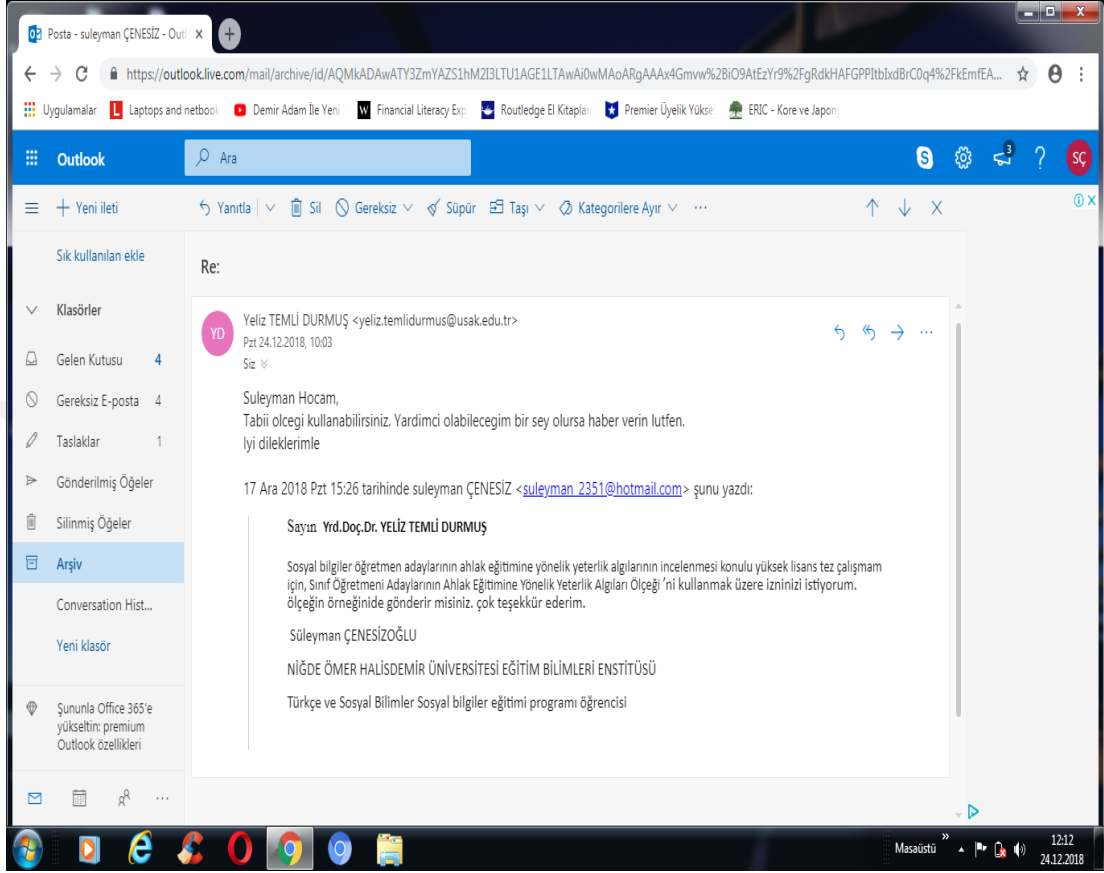 Posta - suleyman ÇENESİZ - Outl
https://outlook.live.com/mail/archive/id/AQMkADAwATY3ZmYAZS1hM2I3LTU1AGE1LTAwAi0wMAoARgAAAx4Gmvw%2BiO9AtEzYr9%2FgRdkHAFGPPItbIxdBrC0q4%2FkEmfEA...
Uygulamalar Laptops and netbook Demir Adam İle Yeni Financial Literacy Exp Routledge El Kitapları Premier Üyelik Yüksel ERIC - Kore ve Japony
Outlook Ara 3 SÇ
Yeni ileti Yanıtla Sil Gereksiz Süpür Taşı Kategorilere Ayır
Sık kullanılan ekle
Re:
Klasörler
Gelen Kutusu 4
Gereksiz E-posta 4
Taslaklar 1
Gönderilmiş Öğeler
Silinmiş Öğeler
Arşiv
Conversation Hist...
Yeni klasör
Şununla Office 365'e
yükseltin: premium
Outlook özellikleri
YD
Yeliz TEMLİ DURMUŞ <yeliz.temlidurmus@usak.edu.tr>
Pzt 24.12.2018, 10:03
Siz
Suleyman Hocam,
Tabii olcegi kullanabilirsiniz. Yardimci olabilecegim bir sey olursa haber verin lutfen.
Iyi dileklerimle
17 Ara 2018 Pzt 15:26 tarihinde suleyman ÇENESİZ <suleyman_2351@hotmail.com> şunu yazdı:
Sayın Yrd.Doç.Dr. YELİZ TEMLİ DURMUŞ
Sosyal bilgiler öğretmen adaylarının ahlak eğitimine yönelik yeterlik algılarının incelenmesi konulu yüksek lisans tez çalışmam
için, Sınıf Öğretmeni Adaylarının Ahlak Eğitimine Yönelik Yeterlik Algıları Ölçeği 'ni kullanmak üzere izninizi istiyorum.
ölçeğin örneğinide gönderir misiniz. çok teşekkür ederim.
Süleyman ÇENESİZOĞLU
NİĞDE ÖMER HALİSDEMİR ÜNİVERSİTESİ EĞİTİM BİLİMLERİ ENSTİTÜSÜ
Türkçe ve Sosyal Bilimler Sosyal bilgiler eğitimi programı öğrencisi
Masaüstü
12:12
24.12.2018